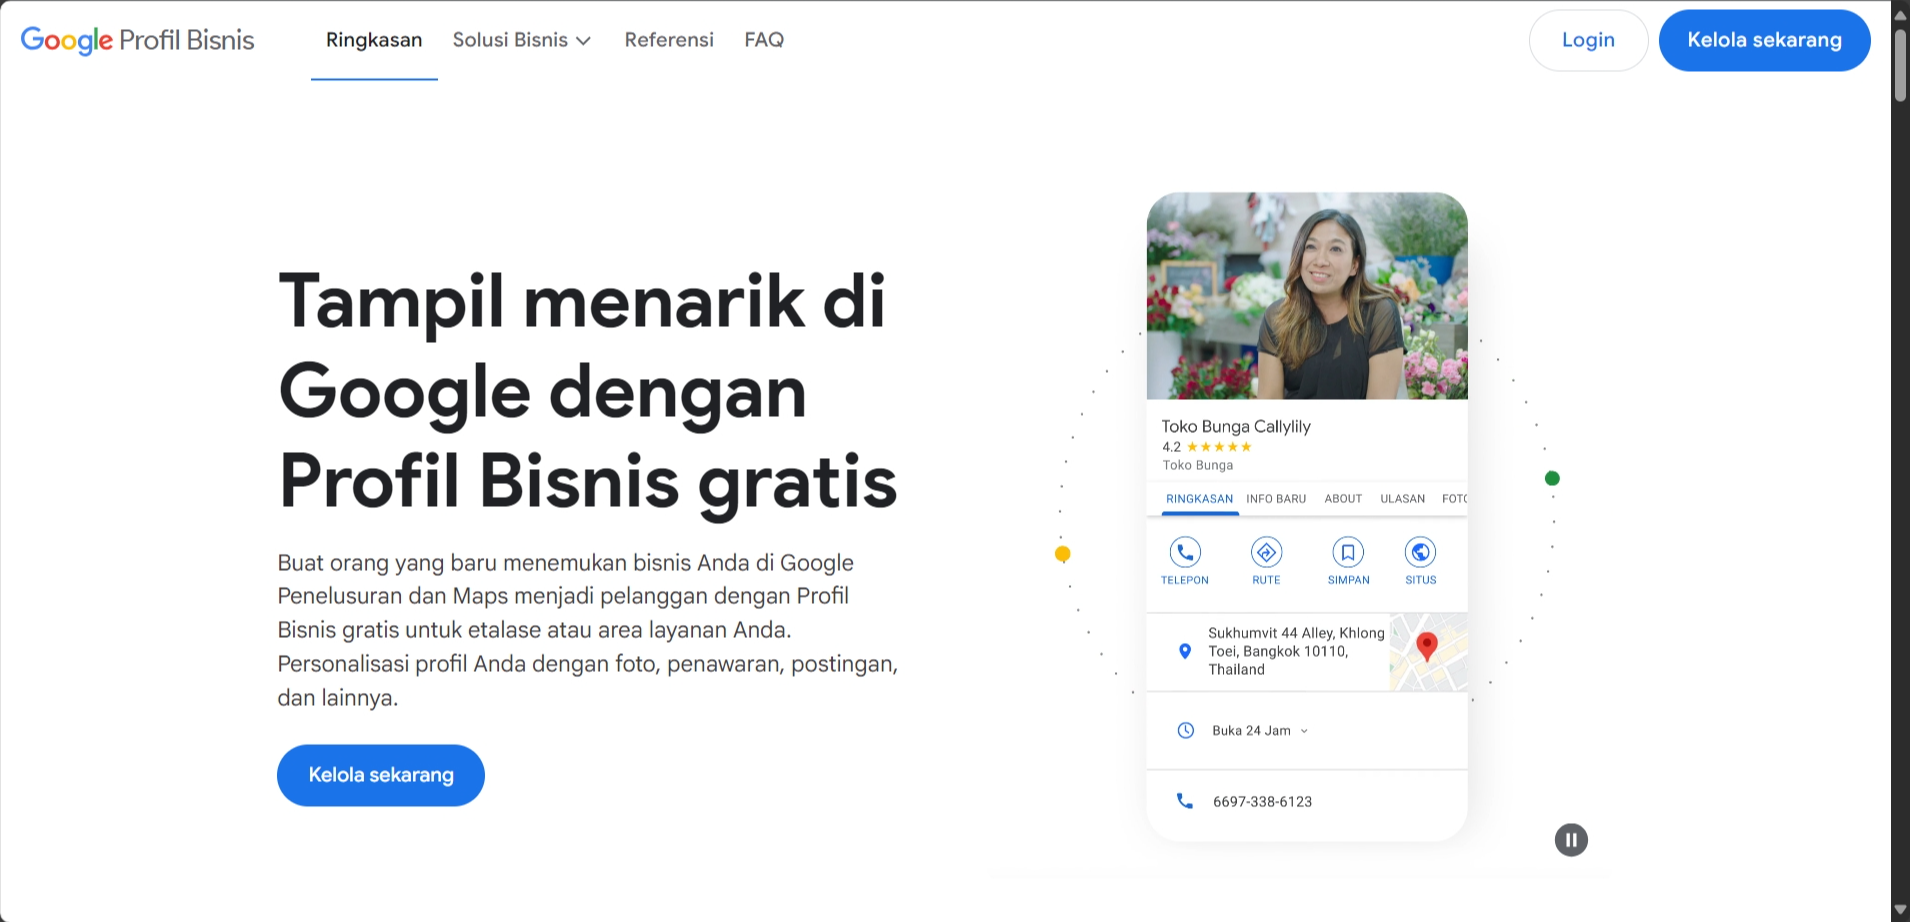 Google Profil Bisnis
Ringkasan
Solusi Bisnis
Referensi
FAQ
Login
Kelola sekarang
Tampil menarik di
Google dengan
Profil Bisnis gratis
Buat orang yang baru menemukan bisnis Anda di Google
Penelusuran dan Maps menjadi pelanggan dengan Profil
Bisnis gratis untuk etalase atau area layanan Anda.
Personalisasi profil Anda dengan foto, penawaran, postingan,
dan lainnya.
Kelola sekarang
Toko Bunga Callylily
4.2
Toko Bunga
RINGKASAN
INFO BARU
ABOUT
ULASAN
FOTO
TELEPON
RUTE
SIMPAN
SITUS
Sukhumvit 44 Alley, Khlong
Toei, Bangkok 10110,
Thailand
Buka 24 Jam
6697-338-6123